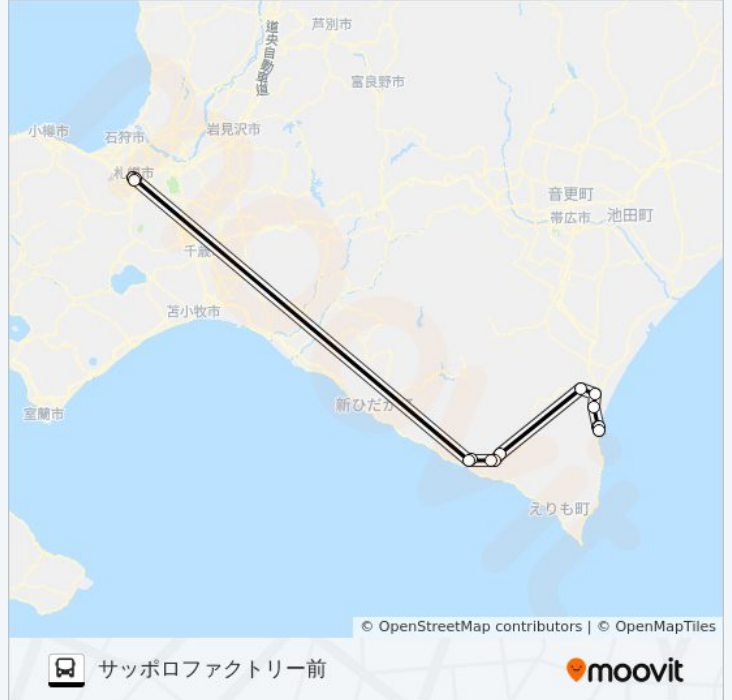 芦別市
道央自動車道
富良野市
小樽市
石狩市
岩見沢市
札幌市
音更町
帯広市
池田町
千歳
苫小牧市
新ひだか町
室蘭市
えりも町
© OpenStreetMap contributors | © OpenMapTiles
サッポロファクトリー前
moovit